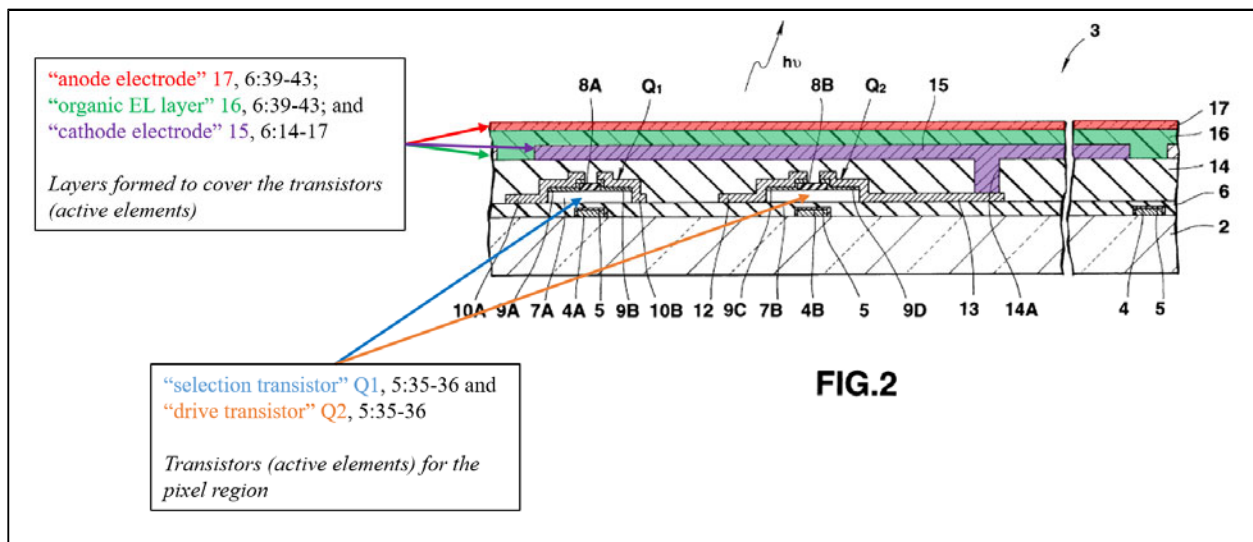 “anode electrode” 17, 6:39-43;
“organic EL layer” 16, 6:39-43; and
“cathode electrode” 15, 6:14-17
Layers formed to cover the transistors
(active elements)
hυ
3
8A Q1 8B Q2 15
17
16
14
6
2
10A 9A 7A 4A 5 9B 10B 12 9C 7B 4B 5 9D 13 14A 4 5
“selection transistor” Q1, 5:35-36 and
“drive transistor” Q2, 5:35-36
Transistors (active elements) for the
pixel region
FIG.2